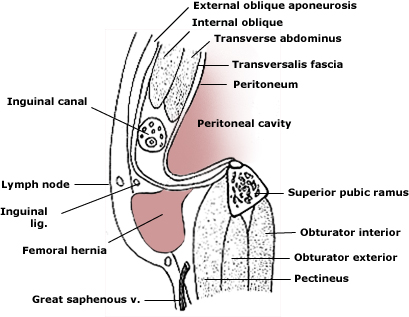 External oblique aponeurosis
Internal oblique
Transverse abdominus
Transversalis fascia
Peritoneum
Inguinal canal
Peritoneal cavity
Lymph node
Superior pubic ramus
Inguinal
lig.
Obturator interior
Femoral hernia
Obturator exterior
Pectineus
Great saphenous v.